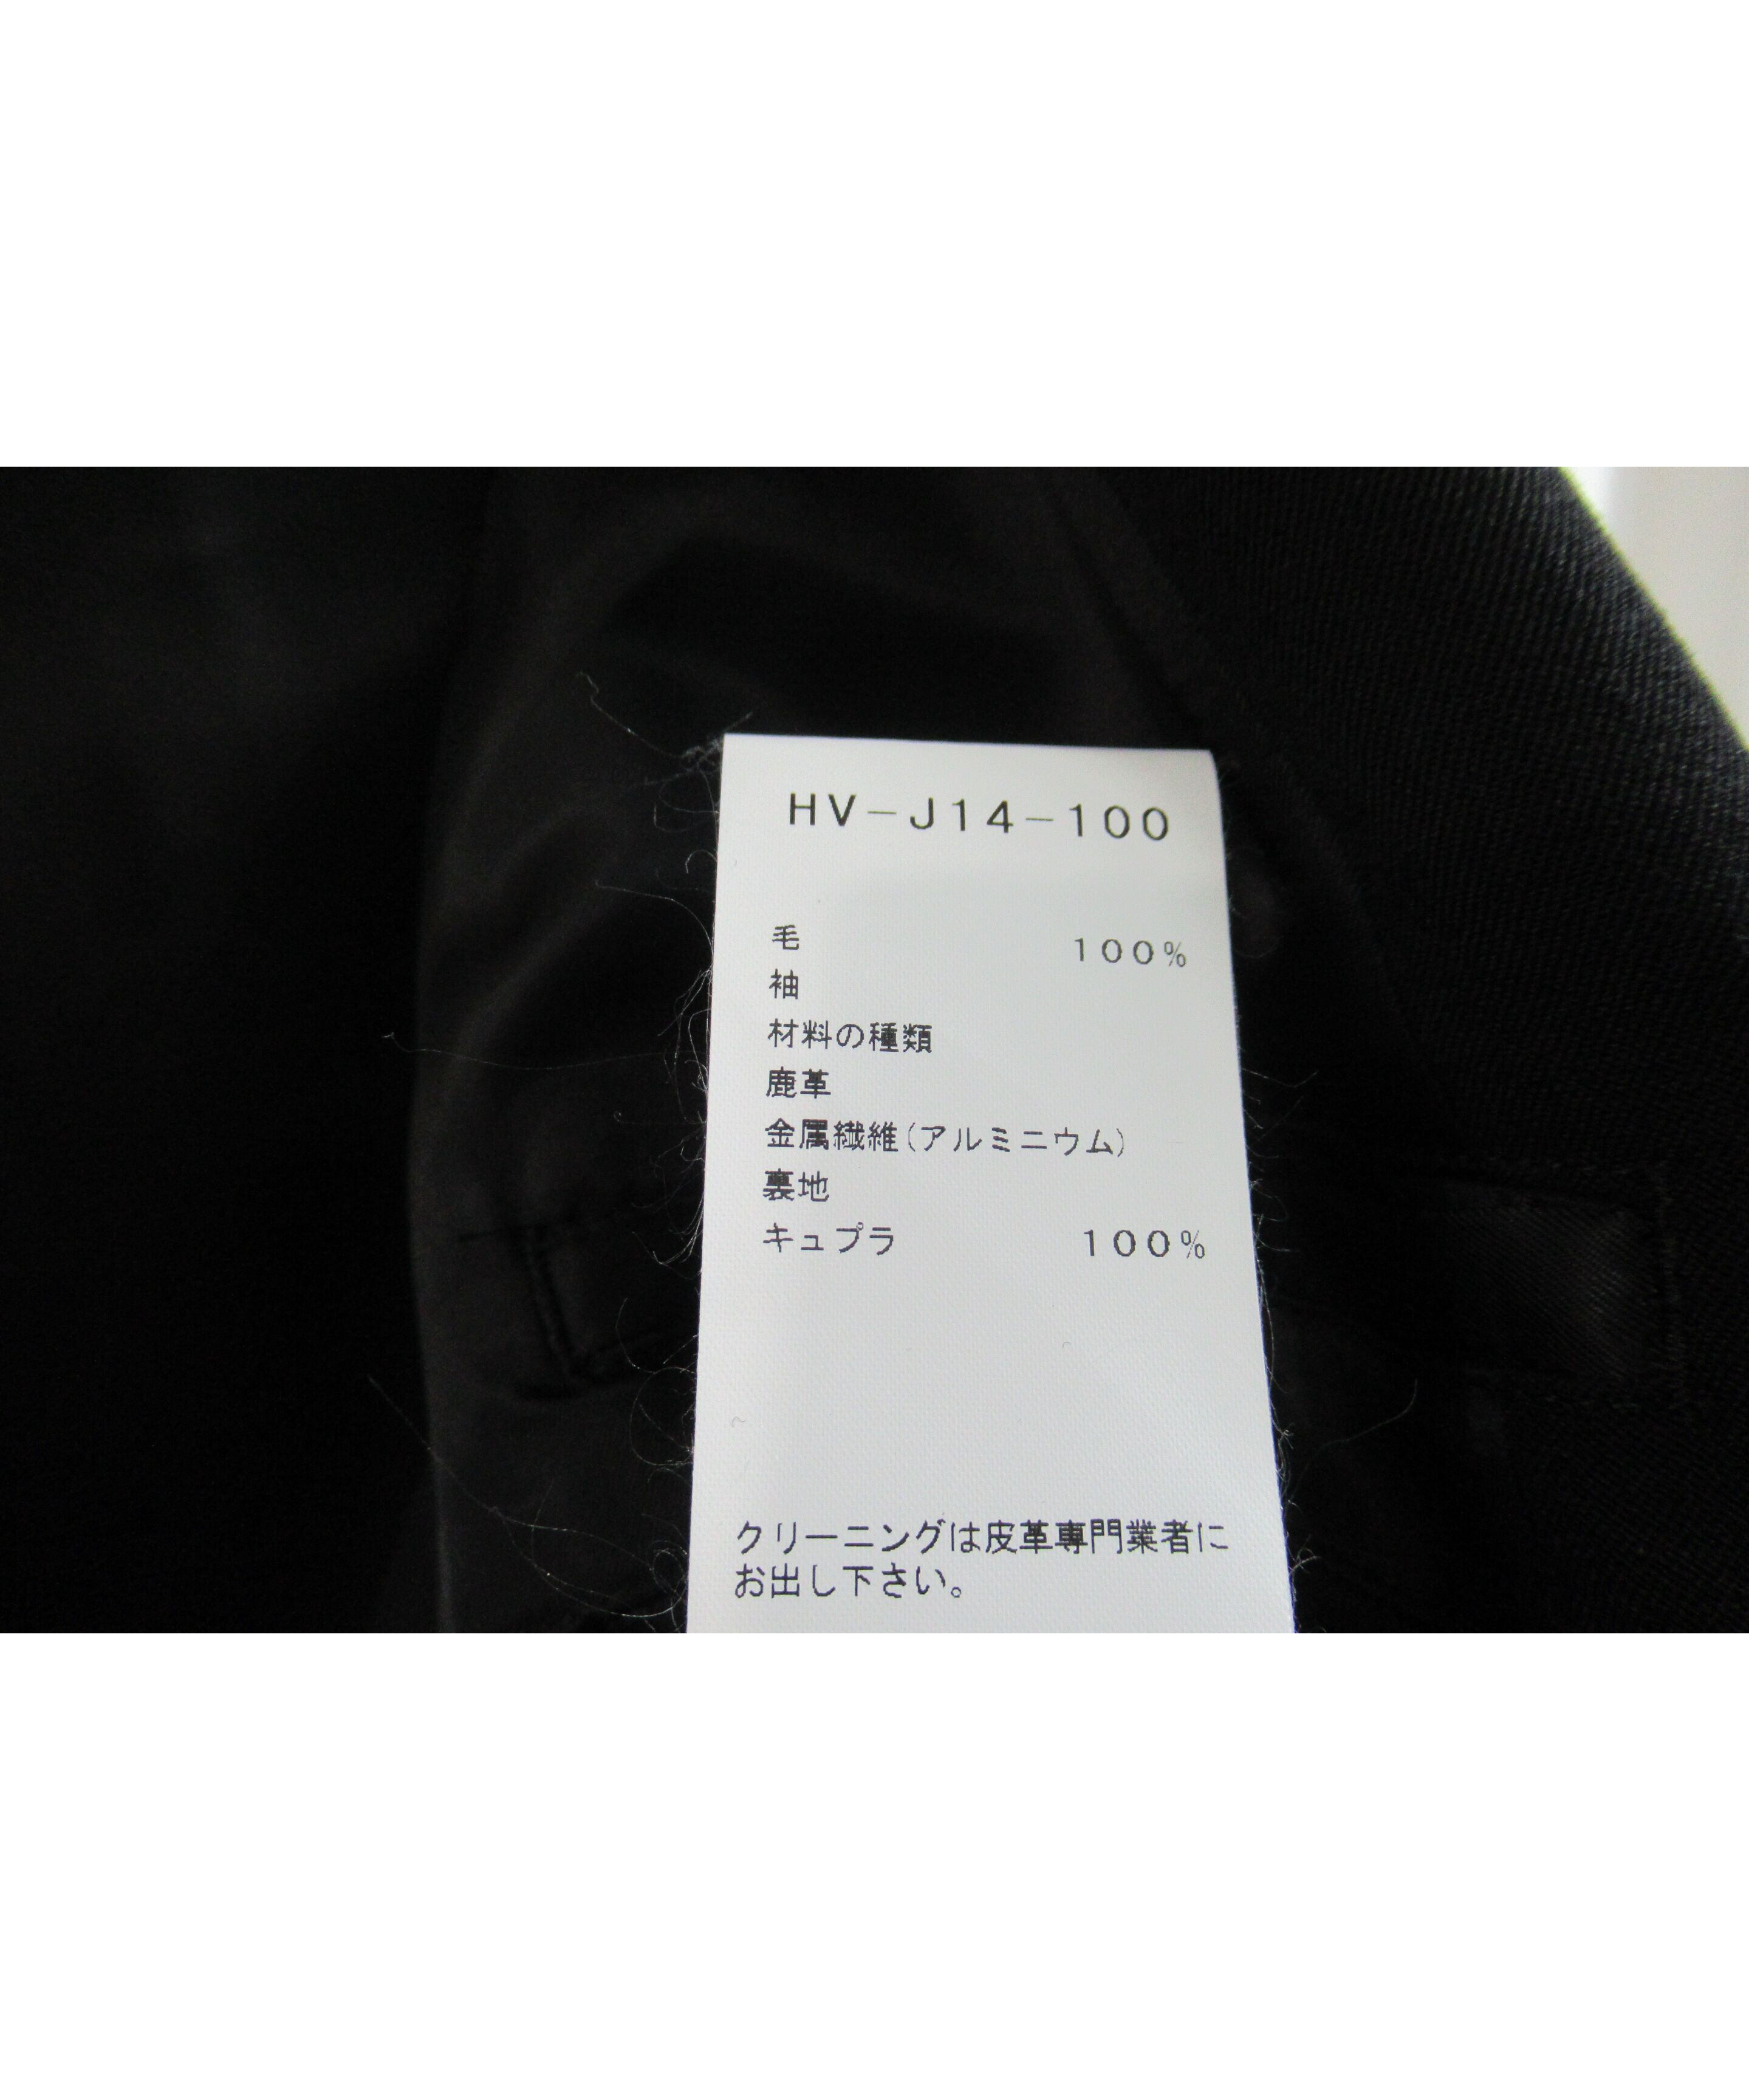 HV-J14-100
毛 100%
袖
材料の種類
鹿革
金属繊維(アルミニウム)
裏地
キュプラ 100%
クリーニングは皮革専門業者に
お出し下さい。